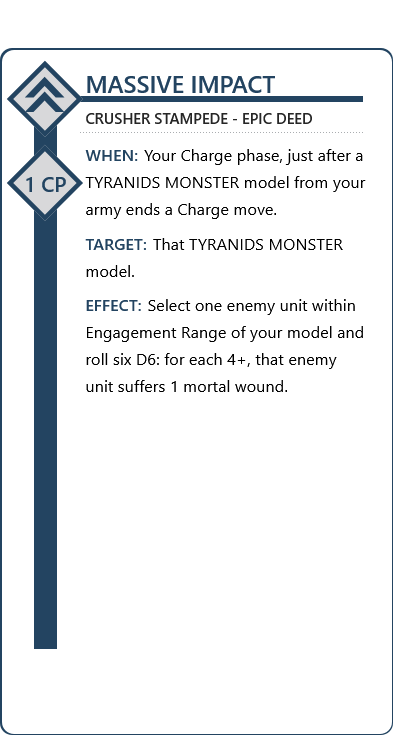 MASSIVE IMPACT
CRUSHER STAMPEDE - EPIC DEED
1 CP
WHEN: Your Charge phase, just after a
TYRANIDS MONSTER model from your
army ends a Charge move.
TARGET: That TYRANIDS MONSTER
model.
EFFECT: Select one enemy unit within
Engagement Range of your model and
roll six D6: for each 4+, that enemy
unit suffers 1 mortal wound.